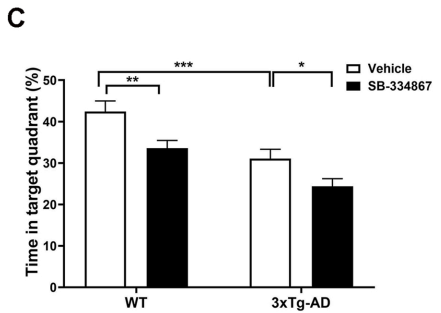 C
Vehicle
SB-334867
***
*
**
Time in target quadrant (%)
50
40
30
20
10
0
WT
3xTg-AD